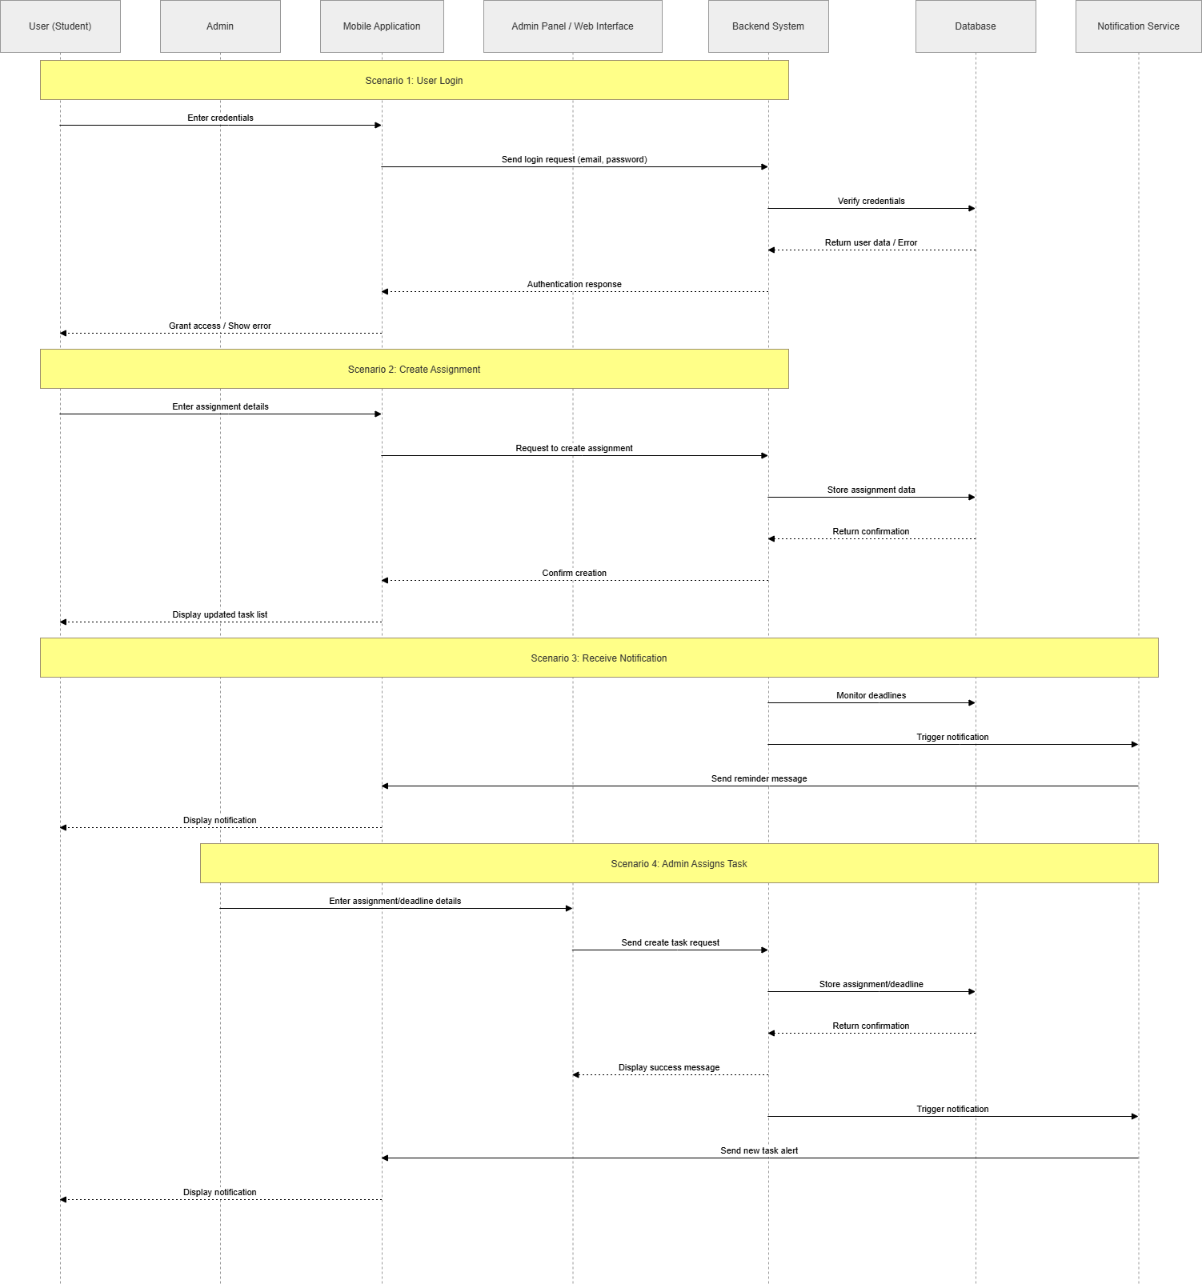 User (Student)
Admin
Mobile Application
Admin Panel / Web Interface
Backend System
Database
Notification Service
Scenario 1: User Login
Enter credentials
Send login request (email, password)
Verify credentials
Return user data / Error
Authentication response
Grant access / Show error
Scenario 2: Create Assignment
Enter assignment details
Request to create assignment
Store assignment data
Return confirmation
Confirm creation
Display updated task list
Scenario 3: Receive Notification
Monitor deadlines
Trigger notification
Send reminder message
Display notification
Scenario 4: Admin Assigns Task
Enter assignment/deadline details
Send create task request
Store assignment/deadline
Return confirmation
Display success message
Trigger notification
Send new task alert
Display notification